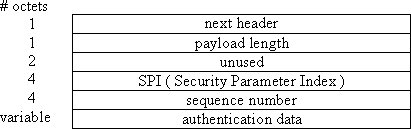 # octets
1 next header
1 payload length
2 unused
4 SPI ( Security Parameter Index )
4 sequence number
variable authentication data